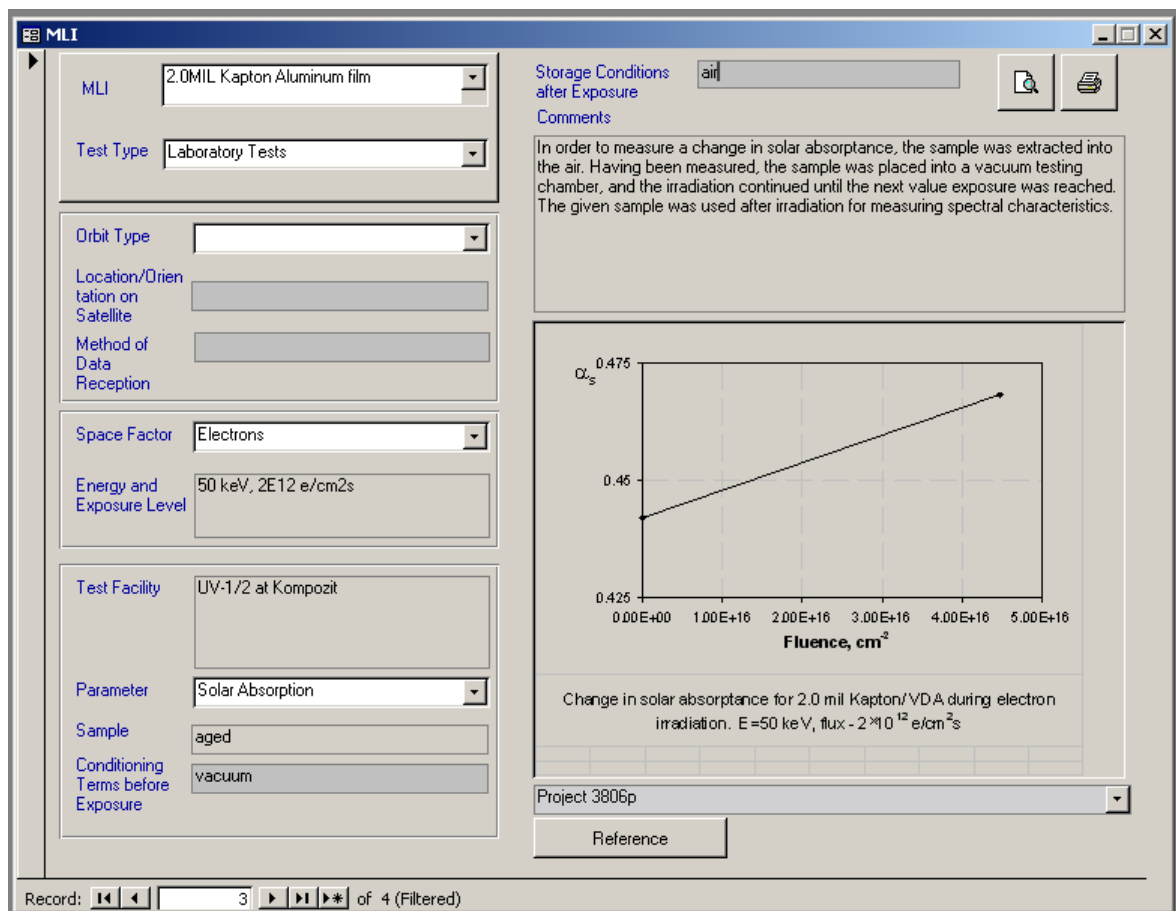 MLI
MLI
2.0MIL Kapton Aluminum film
Test Type
Laboratory Tests
Orbit Type
Location/Orien
tation on
Satellite
Method of
Data
Reception
Space Factor
Electrons
Energy and
Exposure Level
50 keV, 2E12 e/cm2s
Test Facility
UV-1/2 at Kompozit
Parameter
Solar Absorption
Sample
aged
Conditioning
Terms before
Exposure
vacuum
Storage Conditions
after Exposure
air
Comments
In order to measure a change in solar absorptance, the sample was extracted into
the air. Having been measured, the sample was placed into a vacuum testing
chamber, and the irradiation continued until the next value exposure was reached.
The given sample was used after irradiation for measuring spectral characteristics.
αs
0.475
0.45
0.425
0.00E+00 1.00E+16 2.00E+16 3.00E+16 4.00E+16 5.00E+16
Fluence, cm-2
Change in solar absorptance for 2.0 mil Kapton/VDA during electron
irradiation. E=50 keV, flux - 2*10 12 e/cm2s
Project 3806p
Reference
Record: 3 of 4 (Filtered)